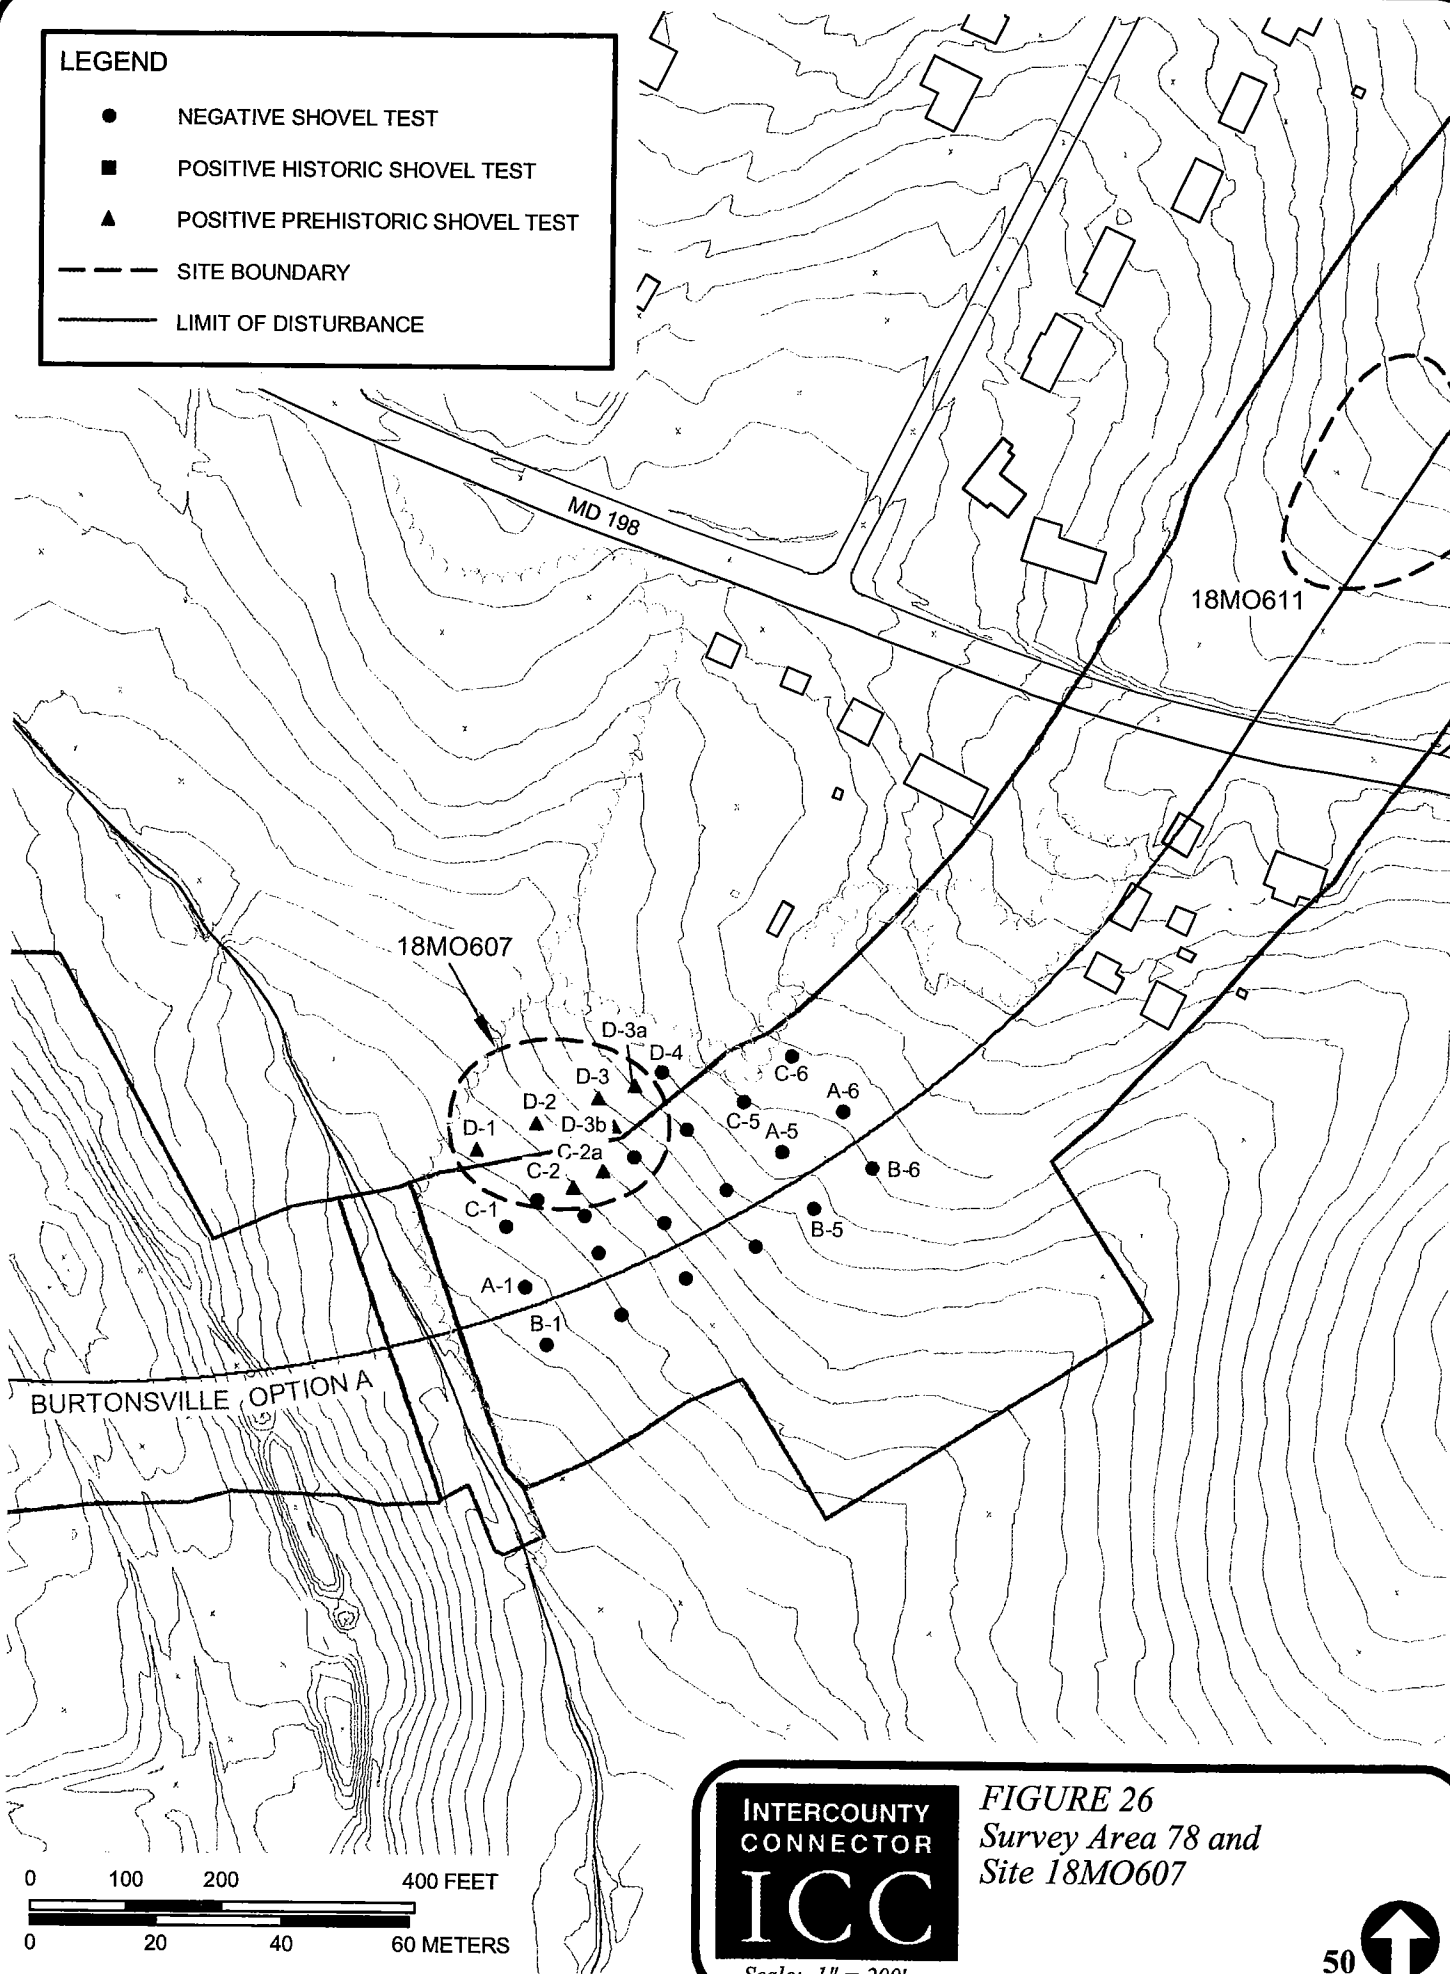 LEGEND
NEGATIVE SHOVEL TEST
POSITIVE HISTORIC SHOVEL TEST
POSITIVE PREHISTORIC SHOVEL TEST
SITE BOUNDARY
LIMIT OF DISTURBANCE
MD 198
18MO611
18MO607
D-3a
D-4
D-3
C-6
D-2
A-6
D-1
D-3b
C-5
A-5
C-2a
C-2
B-6
C-1
B-5
A-1
B-1
BURTONSVILLE OPTION A
0 100 200 400 FEET
0 20 40 60 METERS
INTERCOUNTY
CONNECTOR
ICC
FIGURE 26
Survey Area 78 and
Site 18MO607
Scale: 1" = 200'
50